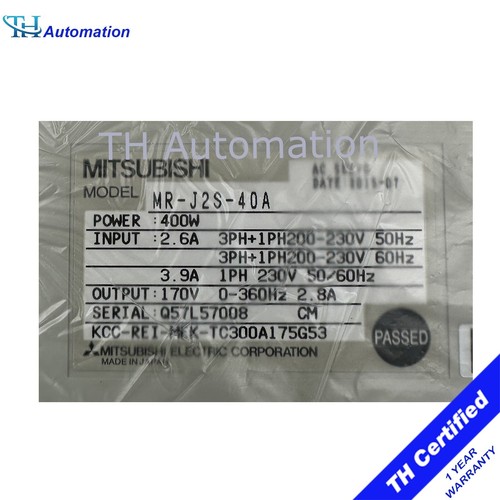 TH Automation
TH Automation
MITSUBISHI
MODEL MR-J2S-40A
POWER : 400W
INPUT : 2.6A 3PH+1PH200-230V 50Hz
3PH+1PH200-230V 60Hz
3.9A 1PH 230V 50/60Hz
OUTPUT: 170V 0-360Hz 2.8A
SERIAL: Q57L57008 CM
KCC-REI-MEK-TC300A175G53
MITSUBISHI ELECTRIC CORPORATION
MADE IN JAPAN
PASSED
TH Certified
1 YEAR
WARRANTY